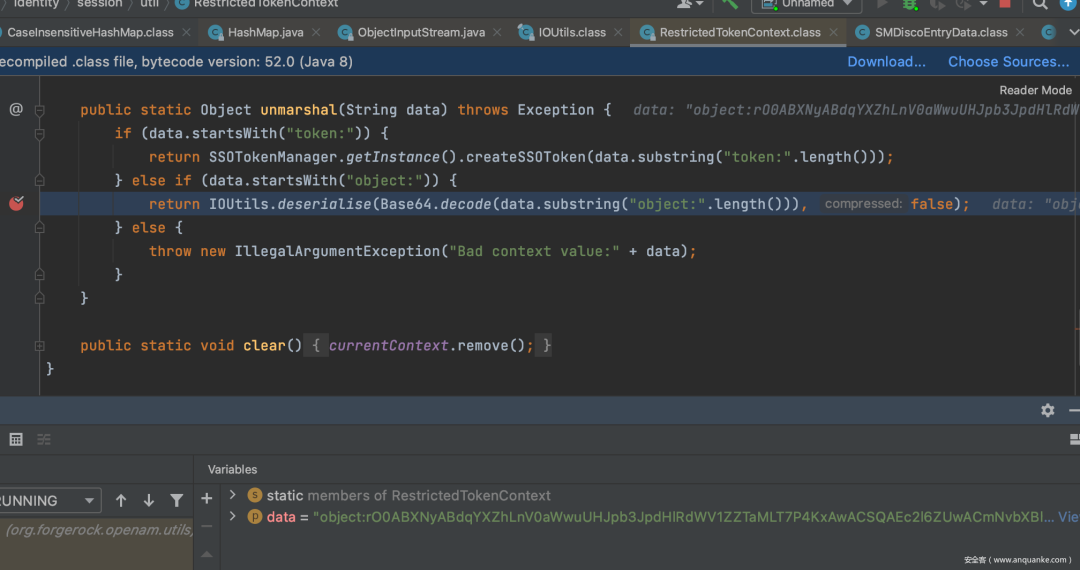 identity session util RestrictedTokenContext Unnamed
CaseInsensitiveHashMap.class HashMap.java ObjectInputStream.java IOUtils.class RestrictedTokenContext.class SMDiscoEntryData.class
ecompiled .class file, bytecode version: 52.0 (Java 8) Download... Choose Sources...
Reader Mode
public static Object unmarshal(String data) throws Exception { data: "object:rO0ABXNyABdqYXZhLnV0aWwuUHJpb3JpdHlRdW
if (data.startsWith("token:")) {
return SSOTokenManager.getInstance().createSSOToken(data.substring("token:".length()));
} else if (data.startsWith("object:")) {
return IOUtils.deserialise(Base64.decode(data.substring("object:".length())), compressed: false); data: "obj
} else {
throw new IllegalArgumentException("Bad context value:" + data);
}
}
public static void clear() { currentContext.remove(); }
}
Variables
static members of RestrictedTokenContext
UNNING
data = "object:rO0ABXNyABdqYXZhLnV0aWwuUHJpb3JpdHlRdWV1ZZTaMLT7P4KxAwACSQAEc2l6ZUwACmNvbXBl... Vie
(org.forgerock.openam.utils,
安全客（www.anquanke.com）